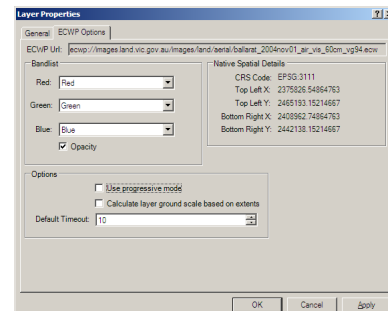 Layer Properties
General ECWP Options
ECWP Url: ecwp://images.land.vic.gov.au/images/land/aerial/ballarat_2004nov01_air_vis_60cm_vg94.ecw
Bandlist
Red: Red
Green: Green
Blue: Blue
Opacity
Native Spatial Details
CRS Code: EPSG:3111
Top Left X: 2375826.54864763
Top Left Y: 2465193.15214667
Bottom Right X: 2408962.74864763
Bottom Right Y: 2442138.15214667
Options
Use progressive mode
Calculate layer ground scale based on extents
Default Timeout: 10
OK Cancel Apply